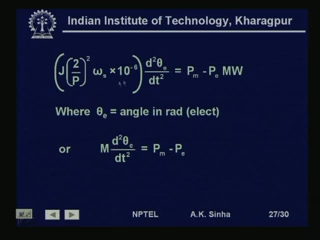 Indian Institute of Technology, Kharagpur
(J(2/P)² ωs ×10⁻⁶) d²θe/dt² = Pm - Pe MW
Where θe = angle in rad (elect)
or M d²θe/dt² = Pm - Pe
NPTEL A.K. Sinha 27/30